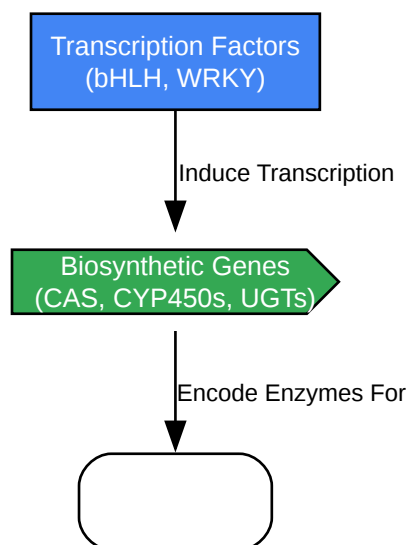 Transcription Factors
(bHLH, WRKY)
Induce Transcription
Biosynthetic Genes
(CAS, CYP450s, UGTs)
Encode Enzymes For